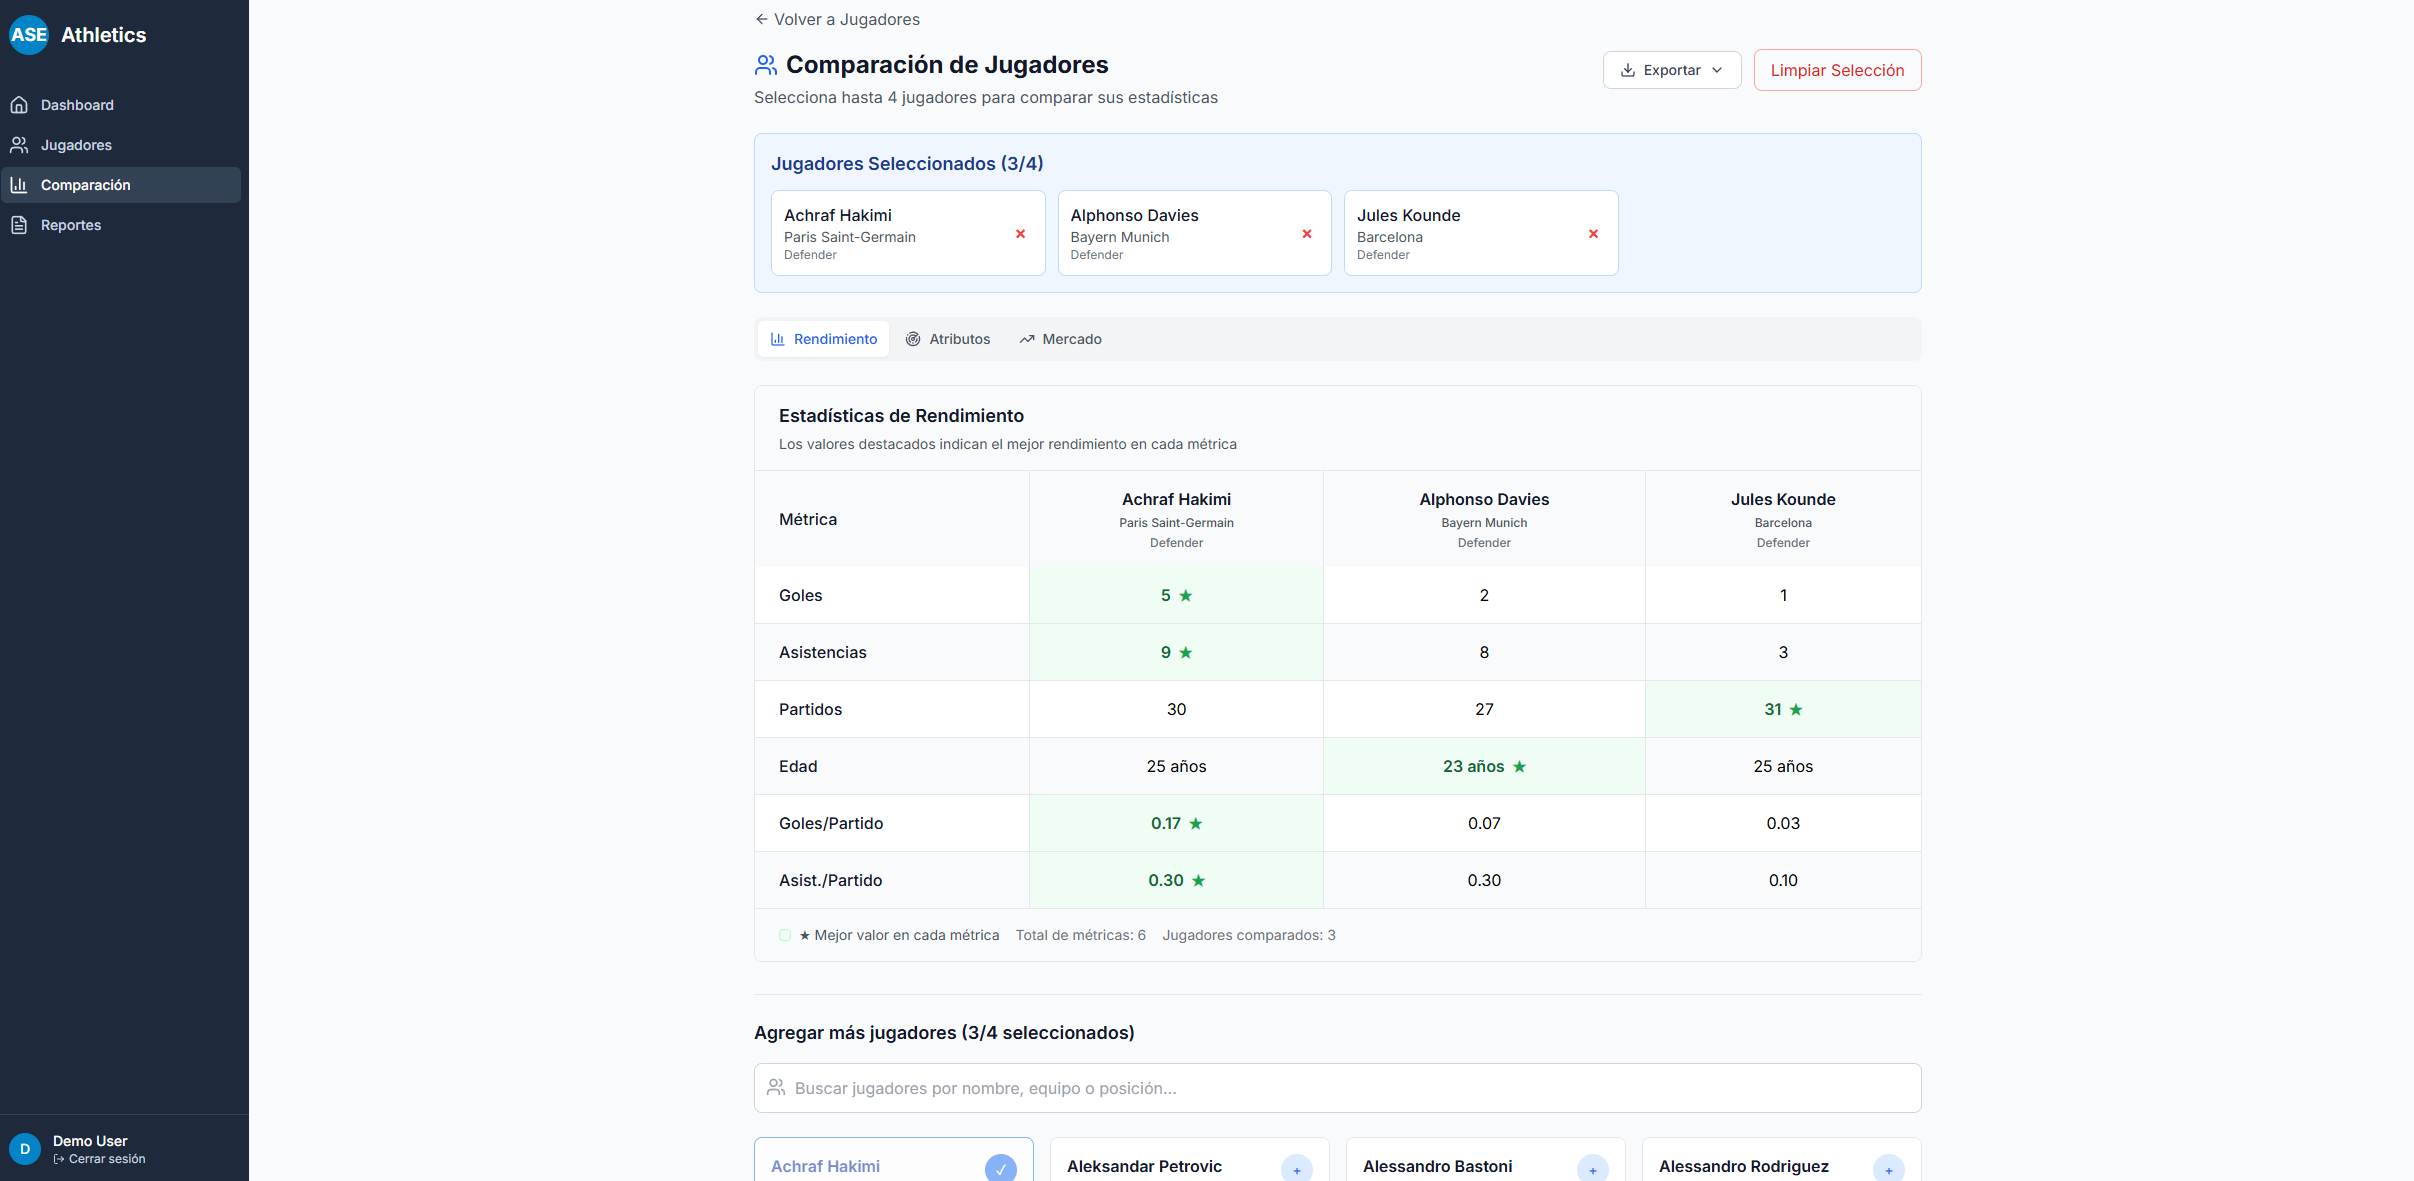 ASE Athletics
Dashboard
Jugadores
Comparación
Reportes
Demo User
D
Cerrar sesión
← Volver a Jugadores
Comparación de Jugadores
Selecciona hasta 4 jugadores para comparar sus estadísticas
Exportar
Limpiar Selección
Jugadores Seleccionados (3/4)
Achraf Hakimi
Paris Saint-Germain
Defender
×
Alphonso Davies
Bayern Munich
Defender
×
Jules Kounde
Barcelona
Defender
×
Rendimiento Atributos Mercado
Estadísticas de Rendimiento
Los valores destacados indican el mejor rendimiento en cada métrica
Métrica
Achraf Hakimi
Paris Saint-Germain
Defender
Alphonso Davies
Bayern Munich
Defender
Jules Kounde
Barcelona
Defender
Goles 5 ★ 2 1
Asistencias 9 ★ 8 3
Partidos 30 27 31 ★
Edad 25 años 23 años ★ 25 años
Goles/Partido 0.17 ★ 0.07 0.03
Asist./Partido 0.30 ★ 0.30 0.10
★ Mejor valor en cada métrica Total de métricas: 6 Jugadores comparados: 3
Agregar más jugadores (3/4 seleccionados)
Buscar jugadores por nombre, equipo o posición...
Achraf Hakimi ✓
Aleksandar Petrovic +
Alessandro Bastoni +
Alessandro Rodriguez +